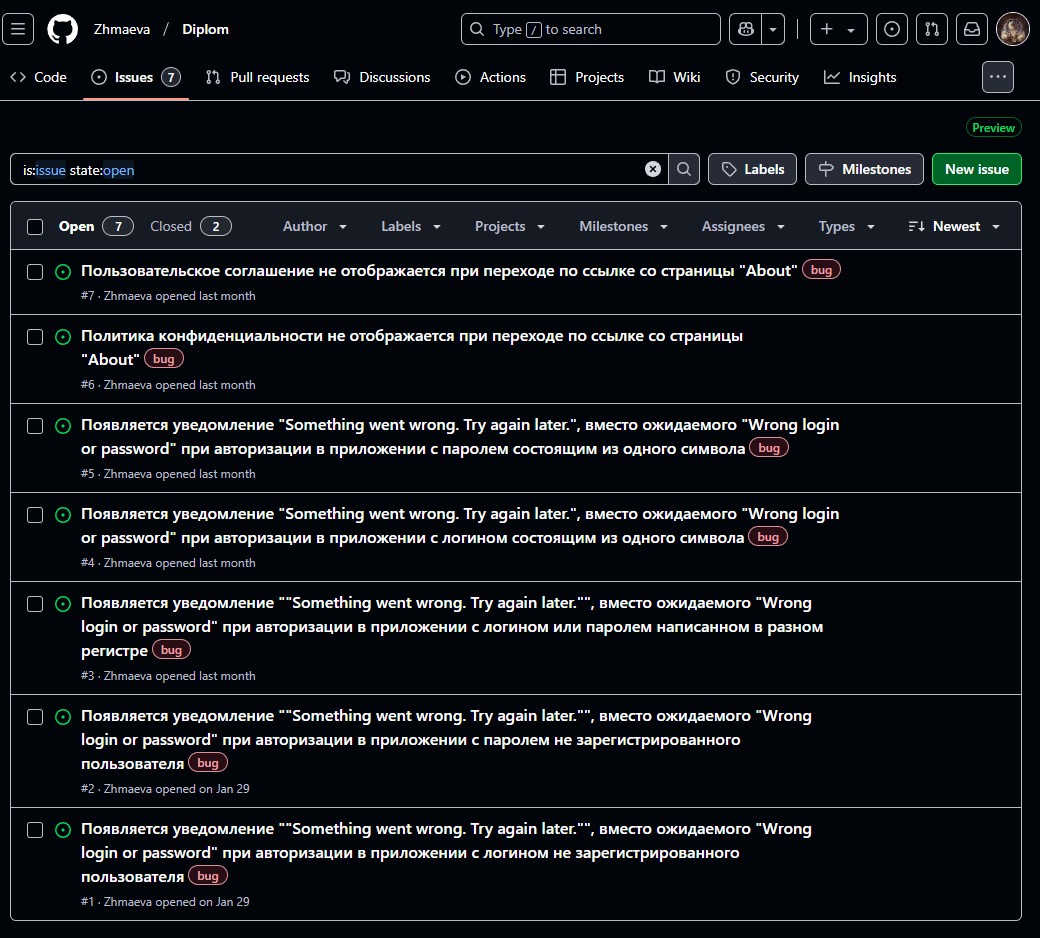 Zhmaeva / Diplom
Type / to search
Code
Issues 7
Pull requests
Discussions
Actions
Projects
Wiki
Security
Insights
Preview
is:issue state:open
Labels
Milestones
New issue
Open 7
Closed 2
Author
Labels
Projects
Milestones
Assignees
Types
Newest
Пользовательское соглашение не отображается при переходе по ссылке со страницы "About" bug
#7 · Zhmaeva opened last month
Политика конфиденциальности не отображается при переходе по ссылке со страницы
"About" bug
#6 · Zhmaeva opened last month
Появляется уведомление "Something went wrong. Try again later.", вместо ожидаемого "Wrong login
or password" при авторизации в приложении с паролем состоящим из одного символа bug
#5 · Zhmaeva opened last month
Появляется уведомление "Something went wrong. Try again later.", вместо ожидаемого "Wrong login
or password" при авторизации в приложении с логином состоящим из одного символа bug
#4 · Zhmaeva opened last month
Появляется уведомление ""Something went wrong. Try again later."", вместо ожидаемого "Wrong
login or password" при авторизации в приложении с логином или паролем написанном в разном
регистре bug
#3 · Zhmaeva opened last month
Появляется уведомление ""Something went wrong. Try again later."", вместо ожидаемого "Wrong
login or password" при авторизации в приложении с паролем не зарегистрированного
пользователя bug
#2 · Zhmaeva opened on Jan 29
Появляется уведомление ""Something went wrong. Try again later."", вместо ожидаемого "Wrong
login or password" при авторизации в приложении с логином не зарегистрированного
пользователя bug
#1 · Zhmaeva opened on Jan 29